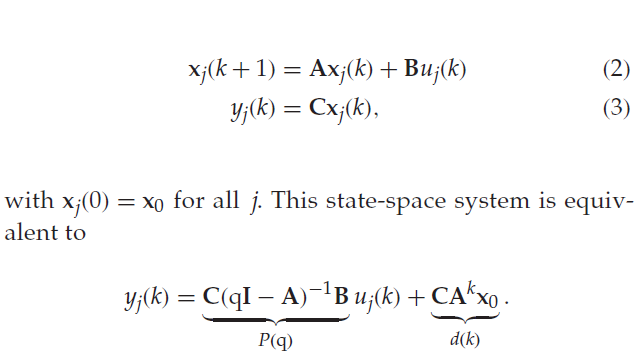 x_j(k + 1) = Ax_j(k) + Bu_j(k) (2)
y_j(k) = Cx_j(k), (3)
with x_j(0) = x_0 for all j. This state-space system is equiv-
alent to
y_j(k) = C(qI − A)^{−1}B u_j(k) + CA^k x_0 .
P(q) d(k)